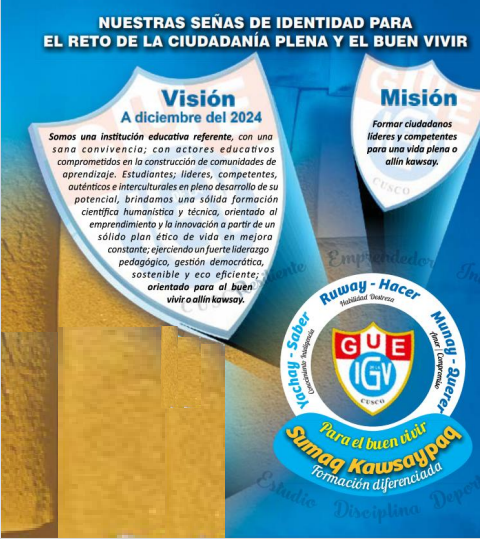 NUESTRAS SEÑAS DE IDENTIDAD PARA
EL RETO DE LA CIUDADANÍA PLENA Y EL BUEN VIVIR
Visión
A diciembre del 2024
Somos una institución educativa referente, con una
sana convivencia; con actores educativos
comprometidos en la construcción de comunidades de
aprendizaje. Estudiantes; lideres, competentes,
auténticos e interculturales en pleno desarrollo de su
potencial, brindamos una sólida formación
científica humanística y técnica, orientado al
emprendimiento y la innovación a partir de un
sólido plan ético de vida en mejora
constante; ejerciendo un fuerte liderazgo
pedagógico, gestión democrática,
sostenible y eco eficiente;
orientado para al buen
vivir o allín kawsay.
Misión
Formar ciudadanos
lideres y competentes
para una vida plena o
allín kawsay.
CUSCO
Emprendedor
Yachay - Saber
Conocimiento Inteligencia
Ruway - Hacer
Habilidad Destreza
Munay - Querer
Amor; Compromiso
GUE
IGV
CUSCO
Para el buen vivir
Sumaq Kawsaypaq
Formación diferenciada
Estudio
Disciplina